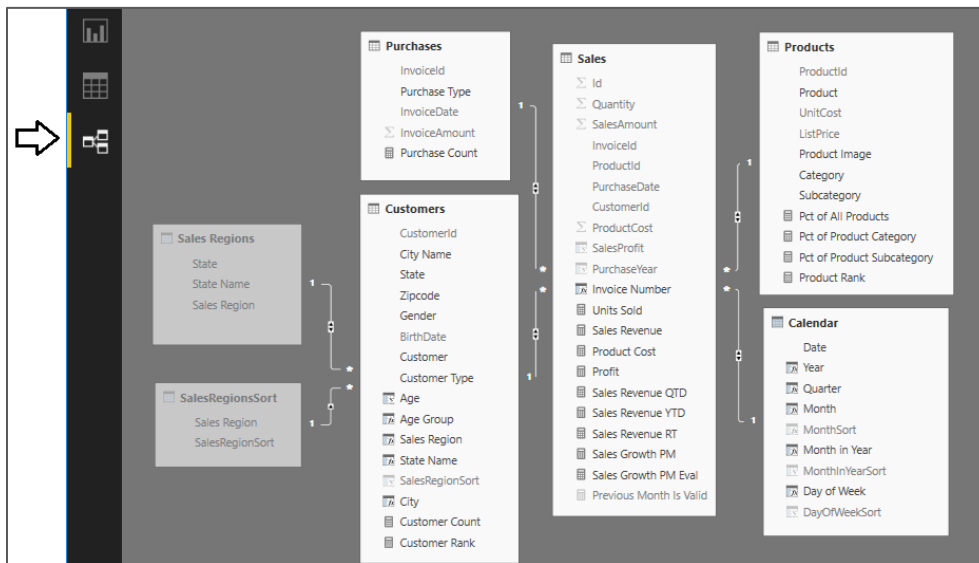 Purchases
InvoiceId
Purchase Type
InvoiceDate
InvoiceAmount
Purchase Count
Customers
CustomerId
City Name
State
Zipcode
Gender
BirthDate
Customer
Customer Type
Age
Age Group
Sales Region
State Name
SalesRegionSort
City
Customer Count
Customer Rank
Sales Regions
State
State Name
Sales Region
SalesRegionsSort
Sales Region
SalesRegionSort
1
*
*
1
1
*
*
1
Sales
Id
Quantity
SalesAmount
InvoiceId
ProductId
PurchaseDate
CustomerId
ProductCost
SalesProfit
PurchaseYear
Invoice Number
Units Sold
Sales Revenue
Product Cost
Profit
Sales Revenue QTD
Sales Revenue YTD
Sales Revenue RT
Sales Growth PM
Sales Growth PM Eval
Previous Month Is Valid
1
*
*
1
Products
ProductId
Product
UnitCost
ListPrice
Product Image
Category
Subcategory
Pct of All Products
Pct of Product Category
Pct of Product Subcategory
Product Rank
Calendar
Date
Year
Quarter
Month
MonthSort
Month in Year
MonthInYearSort
Day of Week
DayOfWeekSort